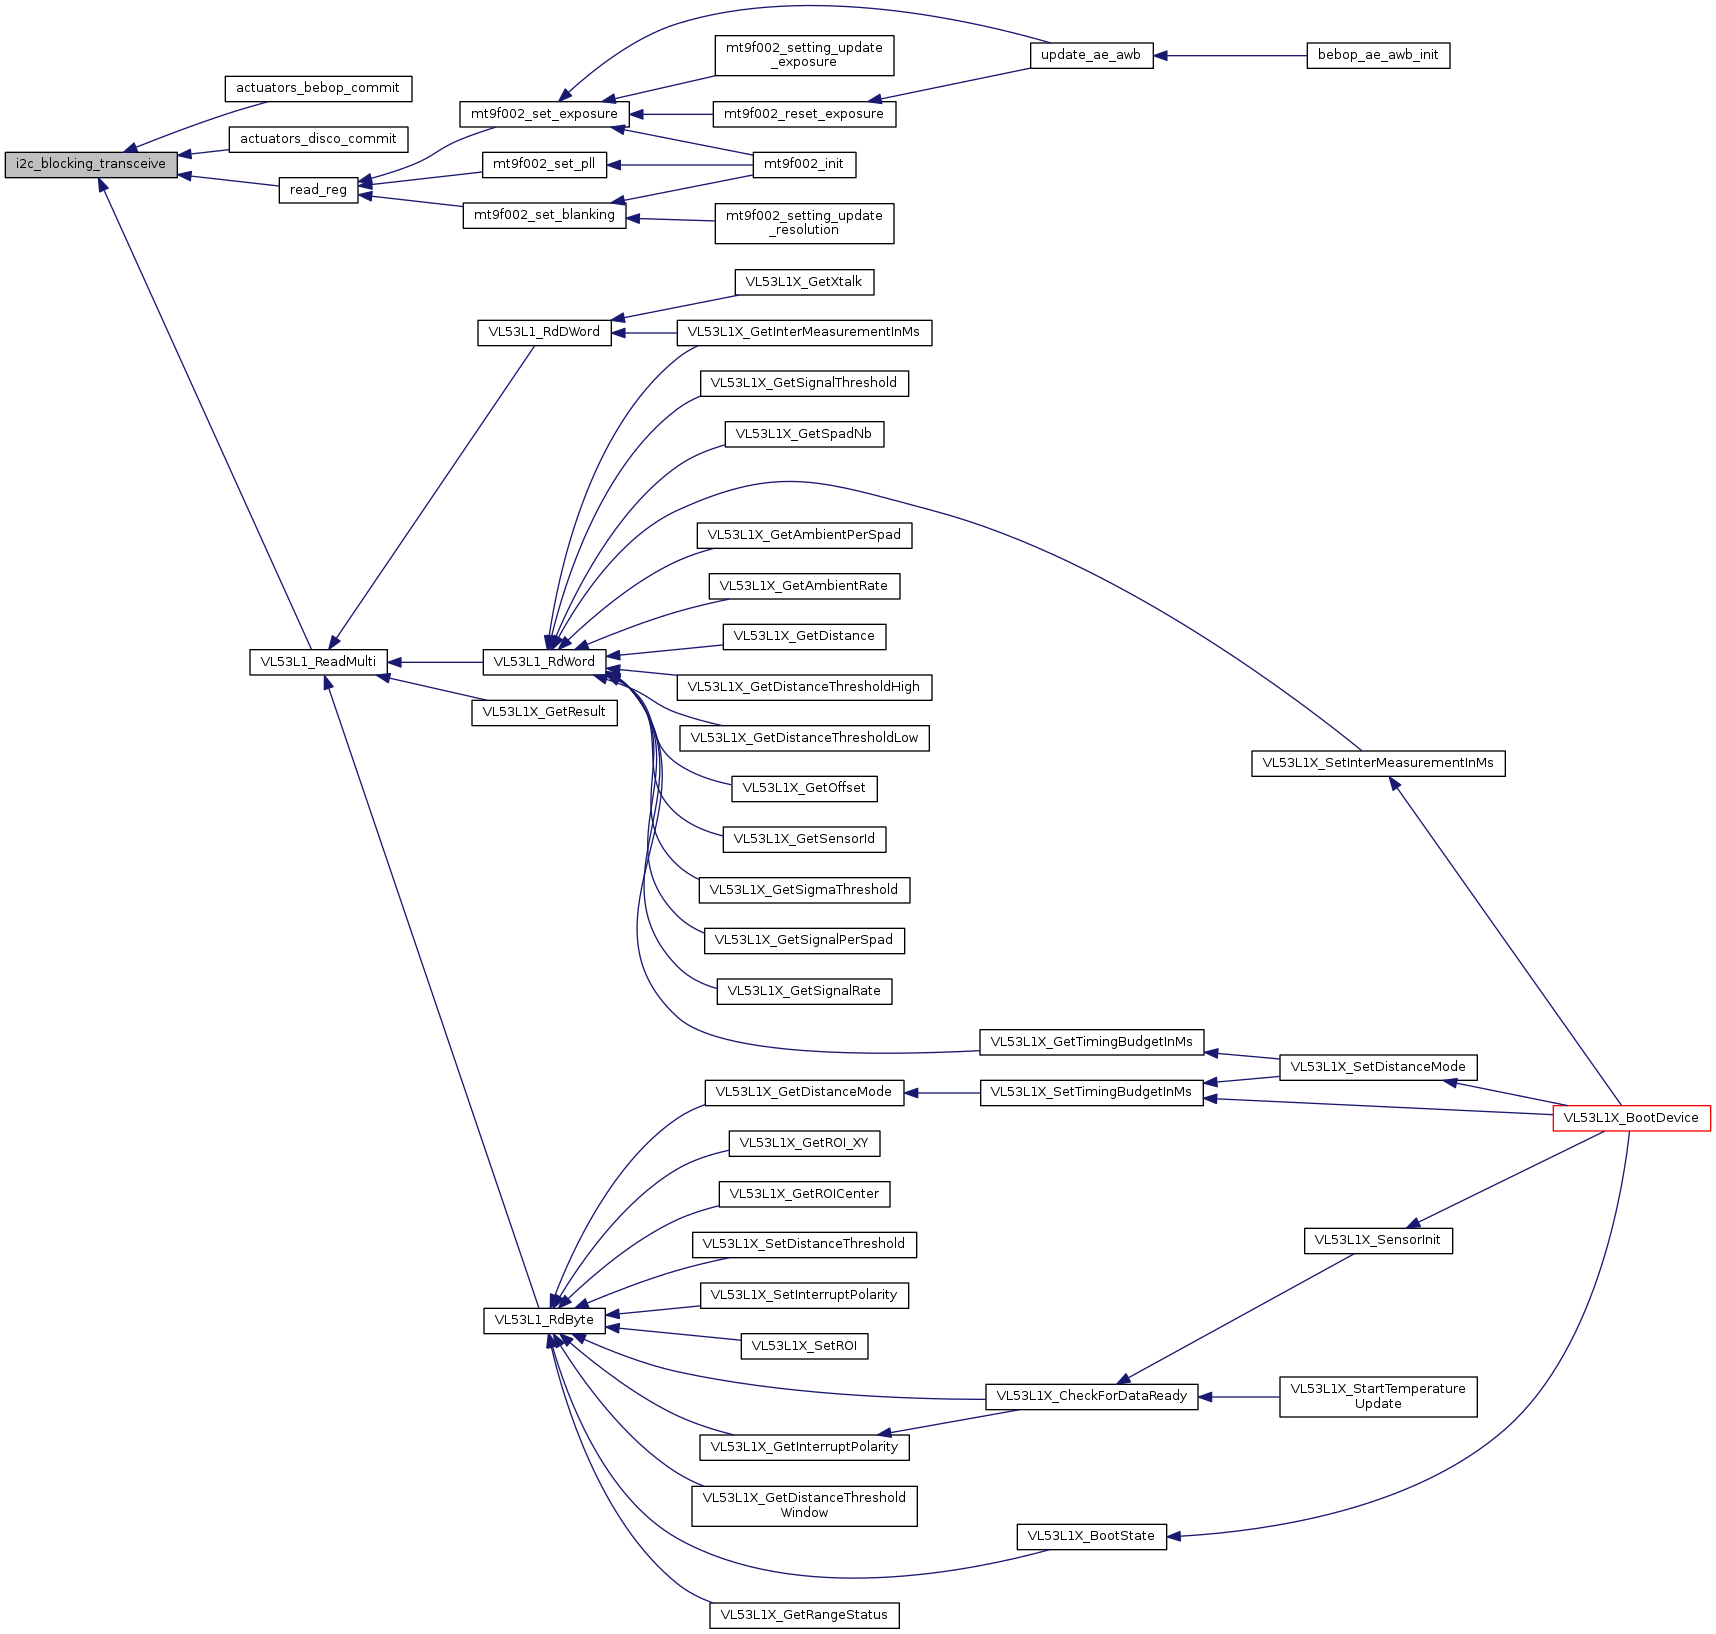 i2c_blocking_transceive
actuators_bebop_commit
actuators_disco_commit
read_reg
mt9f002_set_exposure
mt9f002_set_pll
mt9f002_set_blanking
mt9f002_setting_update
_exposure
mt9f002_reset_exposure
mt9f002_init
mt9f002_setting_update
_resolution
update_ae_awb
bebop_ae_awb_init
VL53L1_ReadMulti
VL53L1_RdDWord
VL53L1_RdWord
VL53L1X_GetResult
VL53L1_RdByte
VL53L1X_GetXtalk
VL53L1X_GetInterMeasurementInMs
VL53L1X_GetSignalThreshold
VL53L1X_GetSpadNb
VL53L1X_GetAmbientPerSpad
VL53L1X_GetAmbientRate
VL53L1X_GetDistance
VL53L1X_GetDistanceThresholdHigh
VL53L1X_GetDistanceThresholdLow
VL53L1X_GetOffset
VL53L1X_GetSensorId
VL53L1X_GetSigmaThreshold
VL53L1X_GetSignalPerSpad
VL53L1X_GetSignalRate
VL53L1X_SetInterMeasurementInMs
VL53L1X_GetTimingBudgetInMs
VL53L1X_SetDistanceMode
VL53L1X_GetDistanceMode
VL53L1X_SetTimingBudgetInMs
VL53L1X_BootDevice
VL53L1X_GetROI_XY
VL53L1X_GetROICenter
VL53L1X_SetDistanceThreshold
VL53L1X_SensorInit
VL53L1X_SetInterruptPolarity
VL53L1X_SetROI
VL53L1X_CheckForDataReady
VL53L1X_StartTemperature
Update
VL53L1X_GetInterruptPolarity
VL53L1X_GetDistanceThreshold
Window
VL53L1X_BootState
VL53L1X_GetRangeStatus